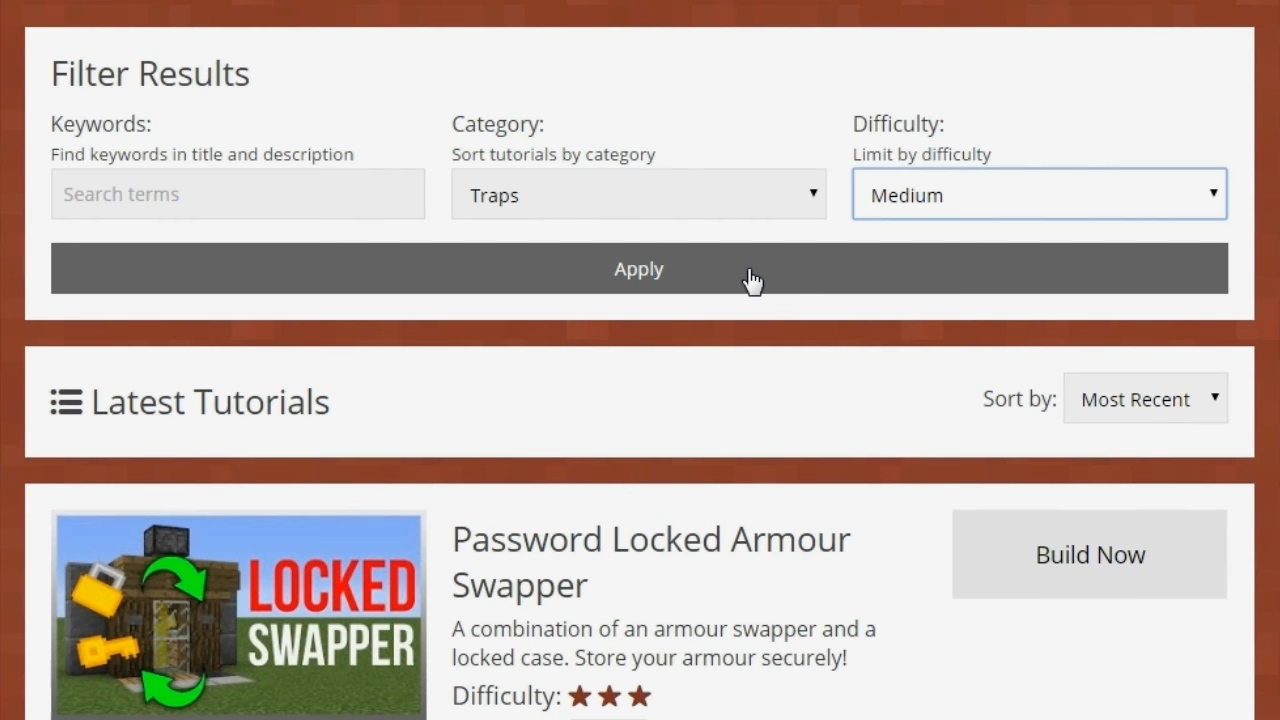 Filter Results
Keywords:
Find keywords in title and description
Search terms
Category:
Sort tutorials by category
Traps
Difficulty:
Limit by difficulty
Medium
Apply
Latest Tutorials
Sort by: Most Recent
LOCKED
SWAPPER
Password Locked Armour
Swapper
A combination of an armour swapper and a
locked case. Store your armour securely!
Difficulty:
Build Now